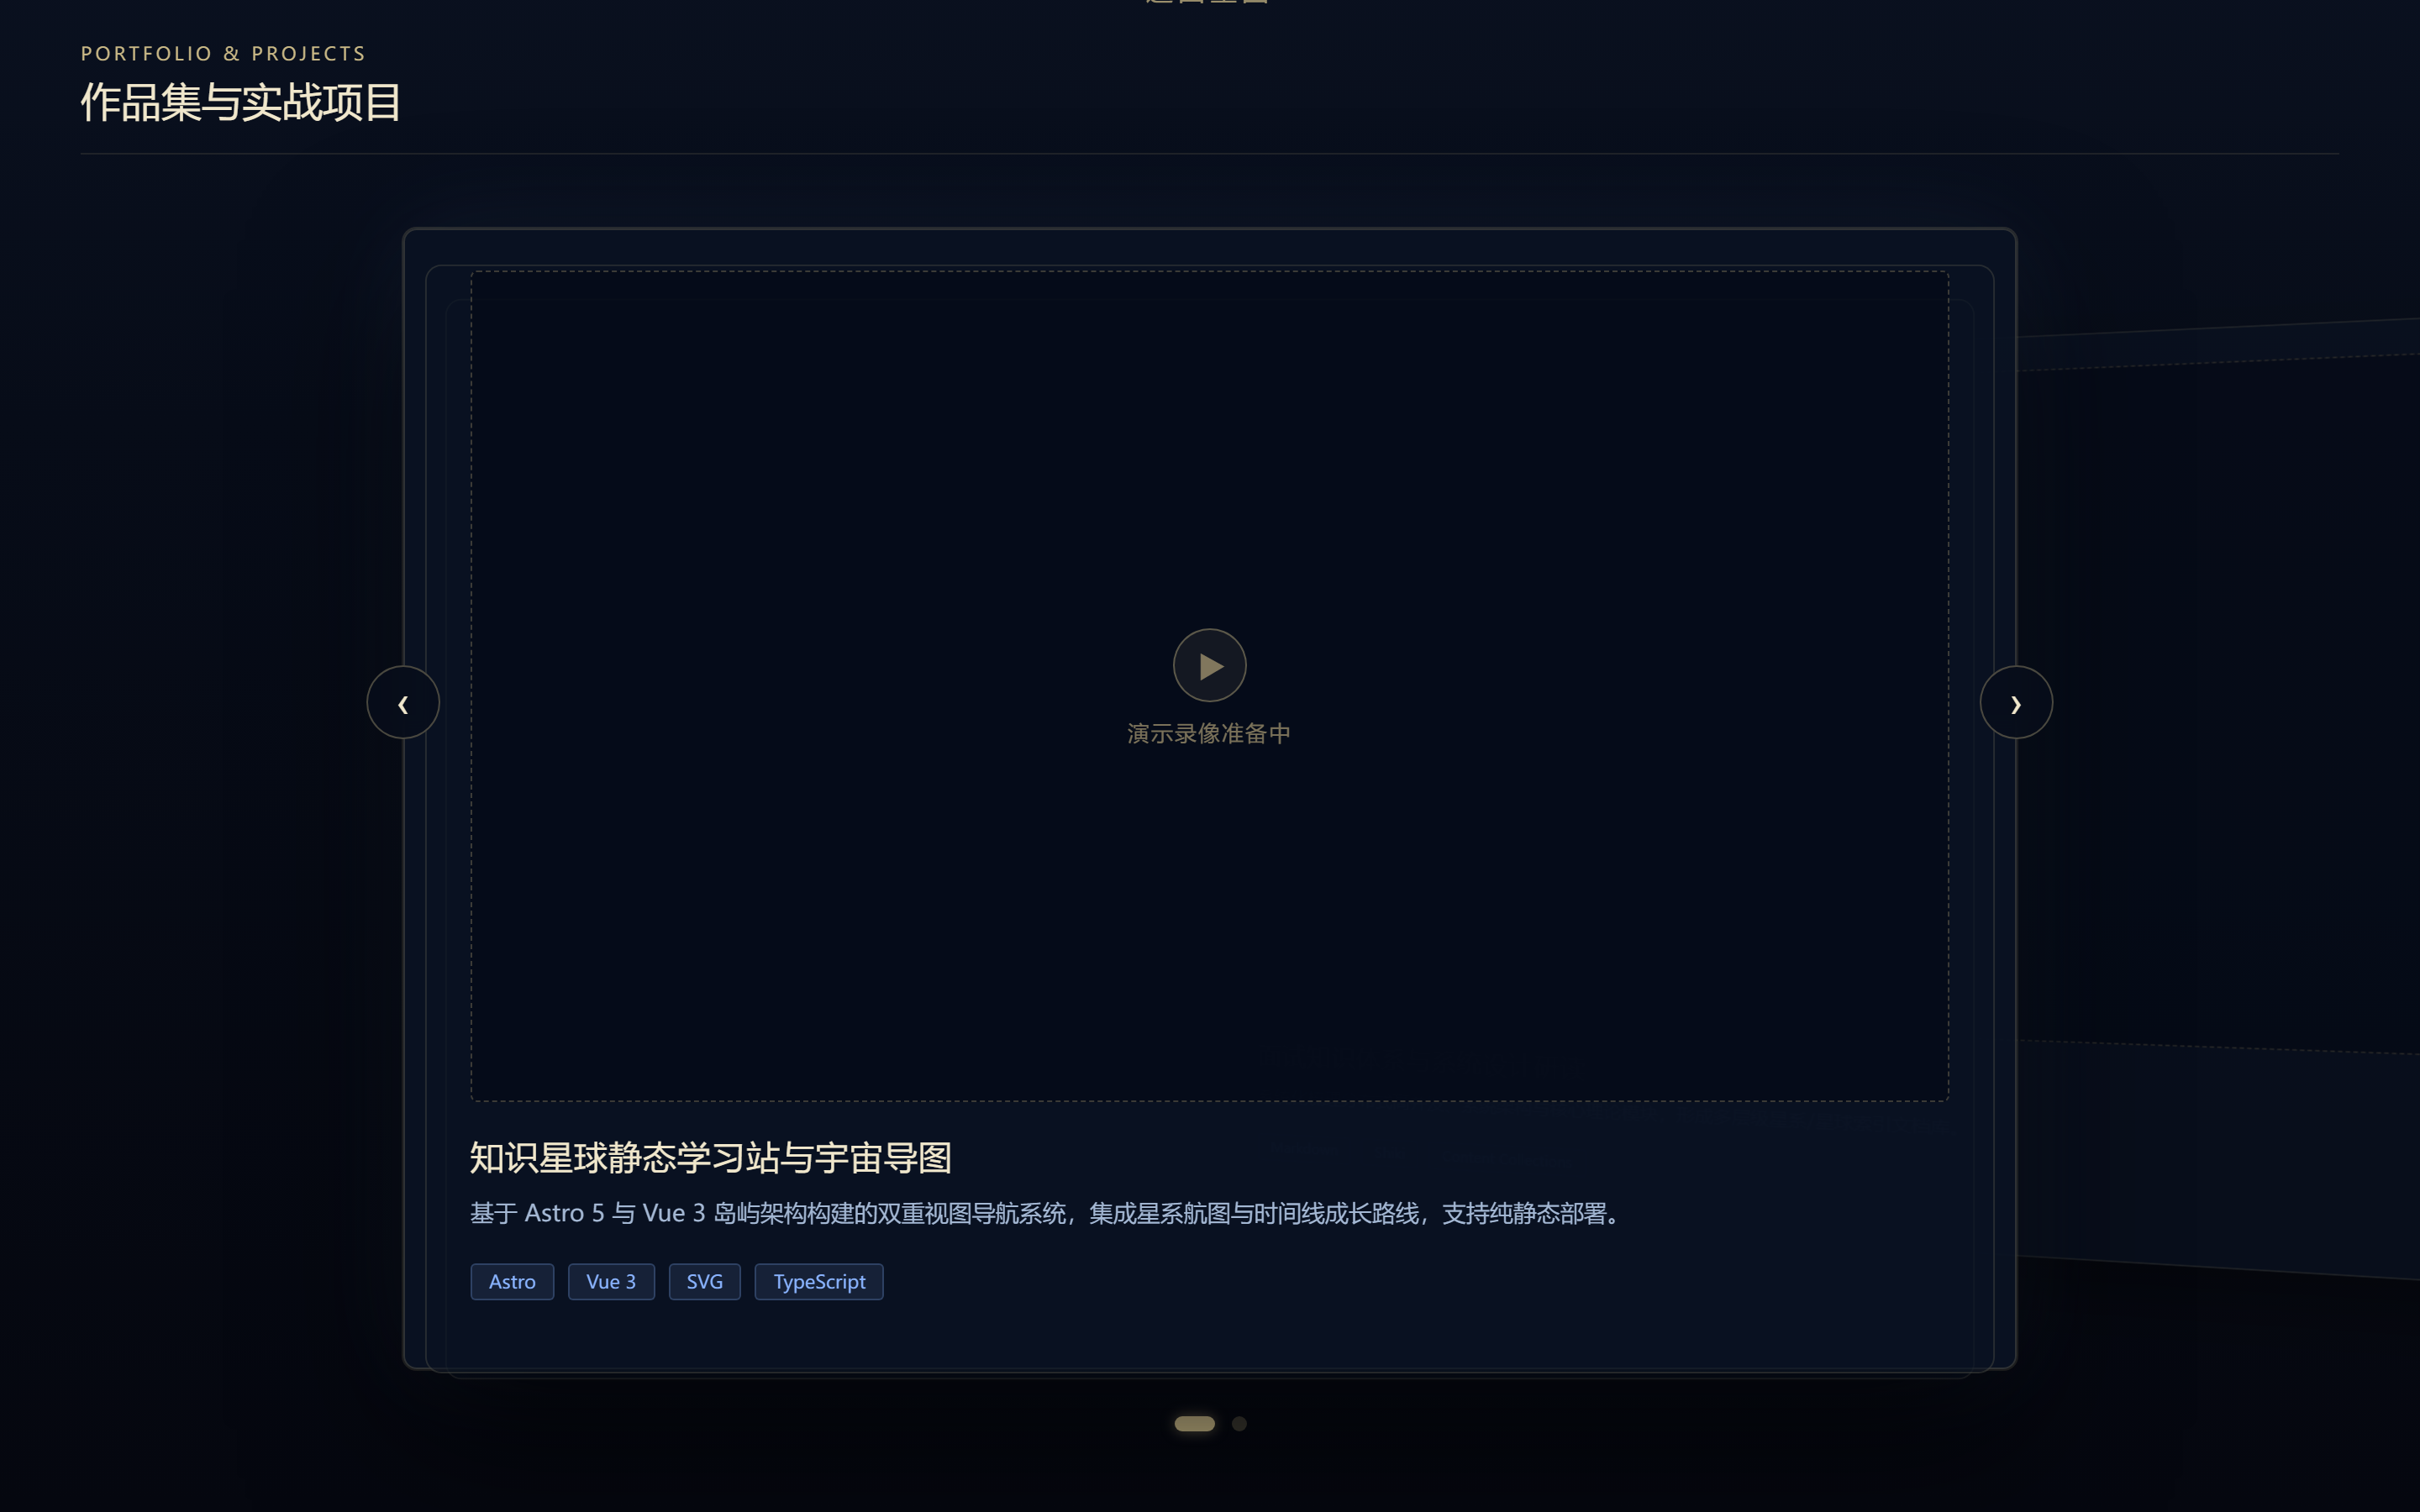 PORTFOLIO & PROJECTS
作品集与实战项目
演示录像准备中
知识星球静态学习站与宇宙导图
基于 Astro 5 与 Vue 3 岛屿架构构建的双重视图导航系统，集成星系航图与时间线成长路线，支持纯静态部署。
Astro
Vue 3
SVG
TypeScript